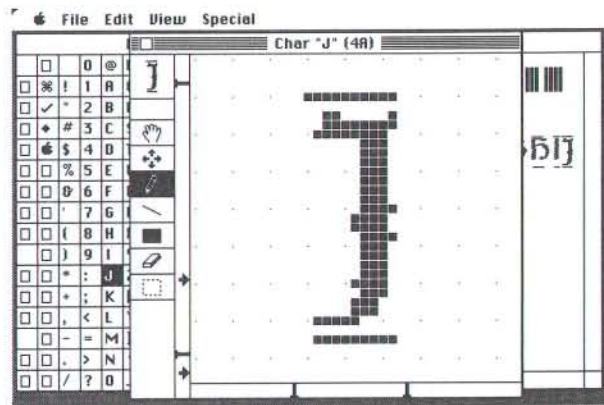 File Edit View Special
Char "J" (4A)
0 @
⌘ ! 1 A
✓ " 2 B
◆ # 3 C
$ 4 D
% 5 E
& 6 F
' 7 G
( 8 H
) 9 I
* : J
+ ; K
, < L
- = M
. > N
/ ? O
J